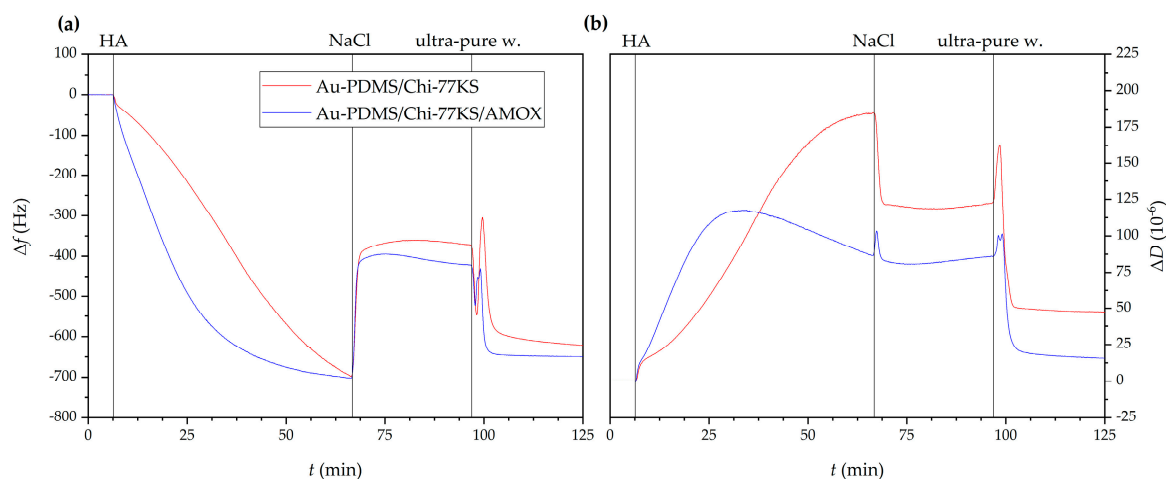 (a)
HA
NaCl
ultra-pure w.
100
0
-100
-200
-300
-400
-500
-600
-700
-800
Δf (Hz)
Au-PDMS/Chi-77KS
Au-PDMS/Chi-77KS/AMOX
0
25
50
75
100
125
t (min)
(b)
HA
NaCl
ultra-pure w.
225
200
175
150
125
100
75
50
25
0
-25
ΔD (10⁻⁶)
0
25
50
75
100
125
t (min)